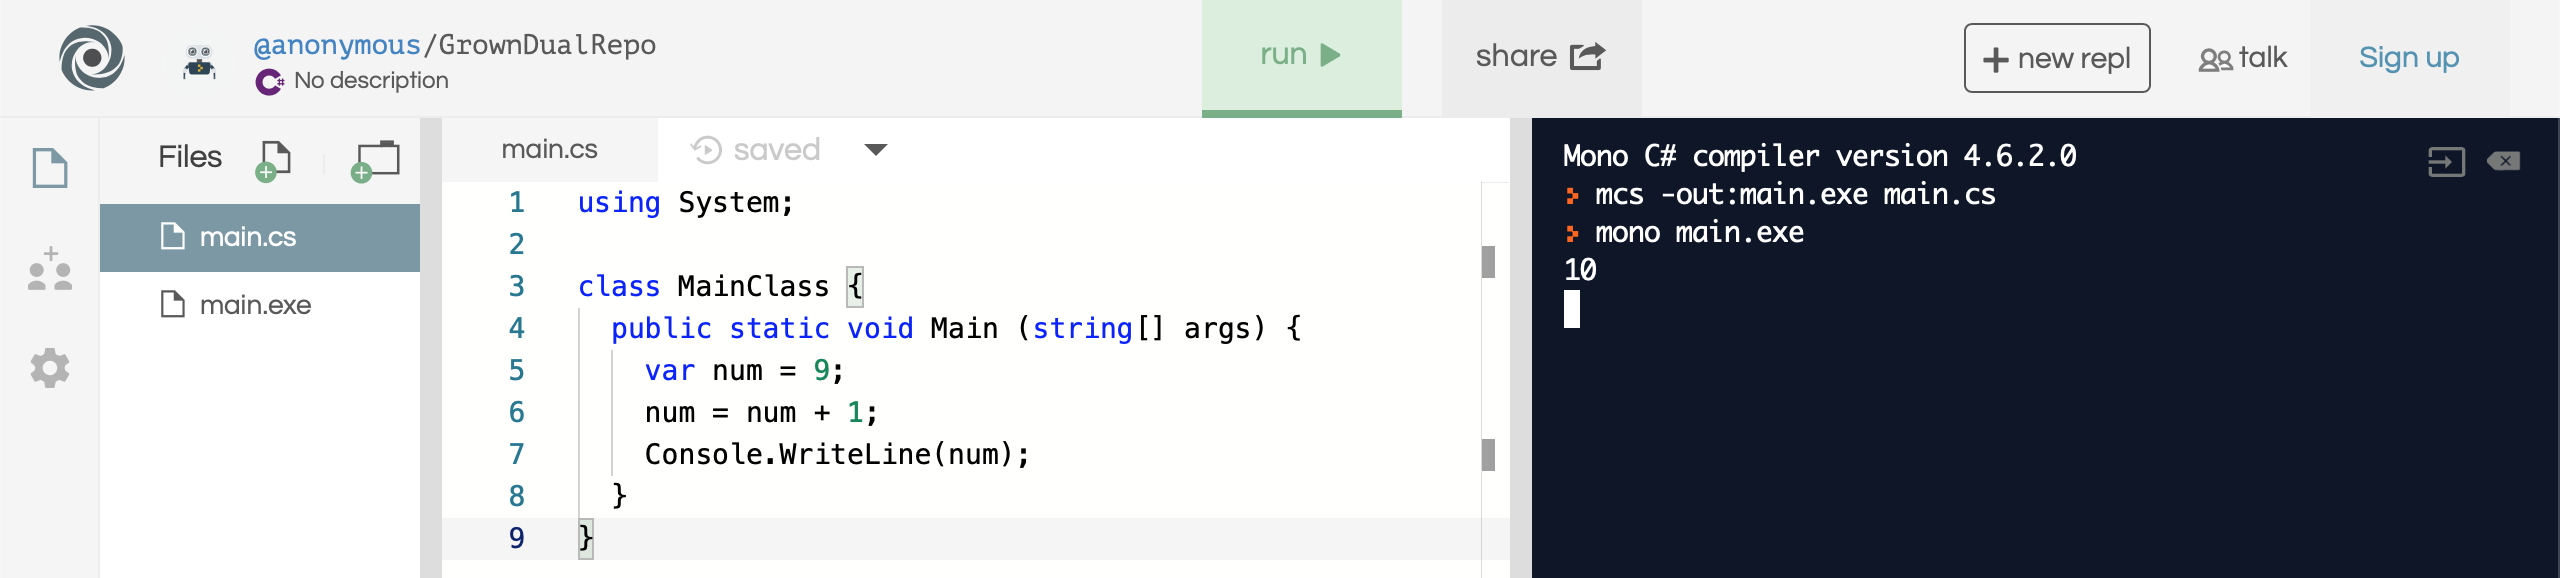 @anonymous/GrownDualRepo
No description
run
share
+ new repl
talk
Sign up
Files
main.cs
main.exe
main.cs
saved
1 using System;
2
3 class MainClass {
4 public static void Main (string[] args) {
5 var num = 9;
6 num = num + 1;
7 Console.WriteLine(num);
8 }
9 }
Mono C# compiler version 4.6.2.0
mcs -out:main.exe main.cs
mono main.exe
10